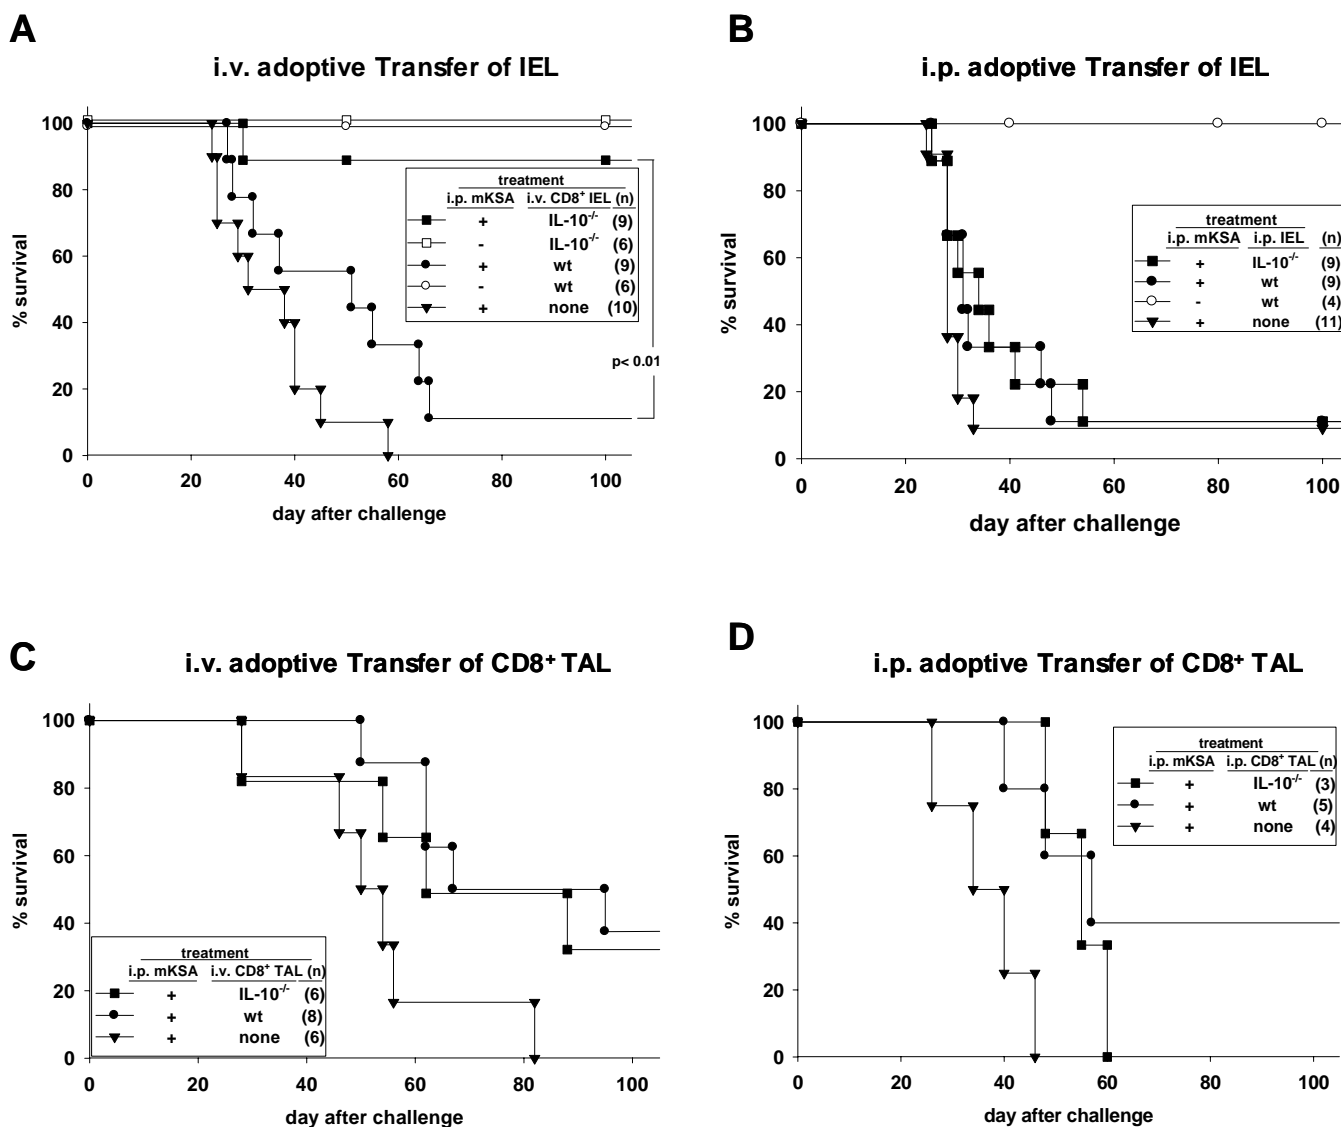 A
i.v. adoptive Transfer of IEL
100
80
60
40
20
0
% survival
0 20 40 60 80 100
day after challenge
treatment
i.p. mKSA i.v. CD8+ IEL (n)
+ IL-10-/- (9)
- IL-10-/- (6)
+ wt (9)
- wt (6)
+ none (10)
p< 0.01
B
i.p. adoptive Transfer of IEL
100
80
60
40
20
0
% survival
0 20 40 60 80 100
day after challenge
treatment
i.p. mKSA i.p. IEL (n)
+ IL-10-/- (9)
+ wt (9)
- wt (4)
+ none (11)
C
i.v. adoptive Transfer of CD8+ TAL
100
80
60
40
20
0
% survival
0 20 40 60 80 100
day after challenge
treatment
i.p. mKSA i.v. CD8+ TAL (n)
+ IL-10-/- (6)
+ wt (8)
+ none (6)
D
i.p. adoptive Transfer of CD8+ TAL
100
80
60
40
20
0
% survival
0 20 40 60 80 100
day after challenge
treatment
i.p. mKSA i.p. CD8+ TAL (n)
+ IL-10-/- (3)
+ wt (5)
+ none (4)